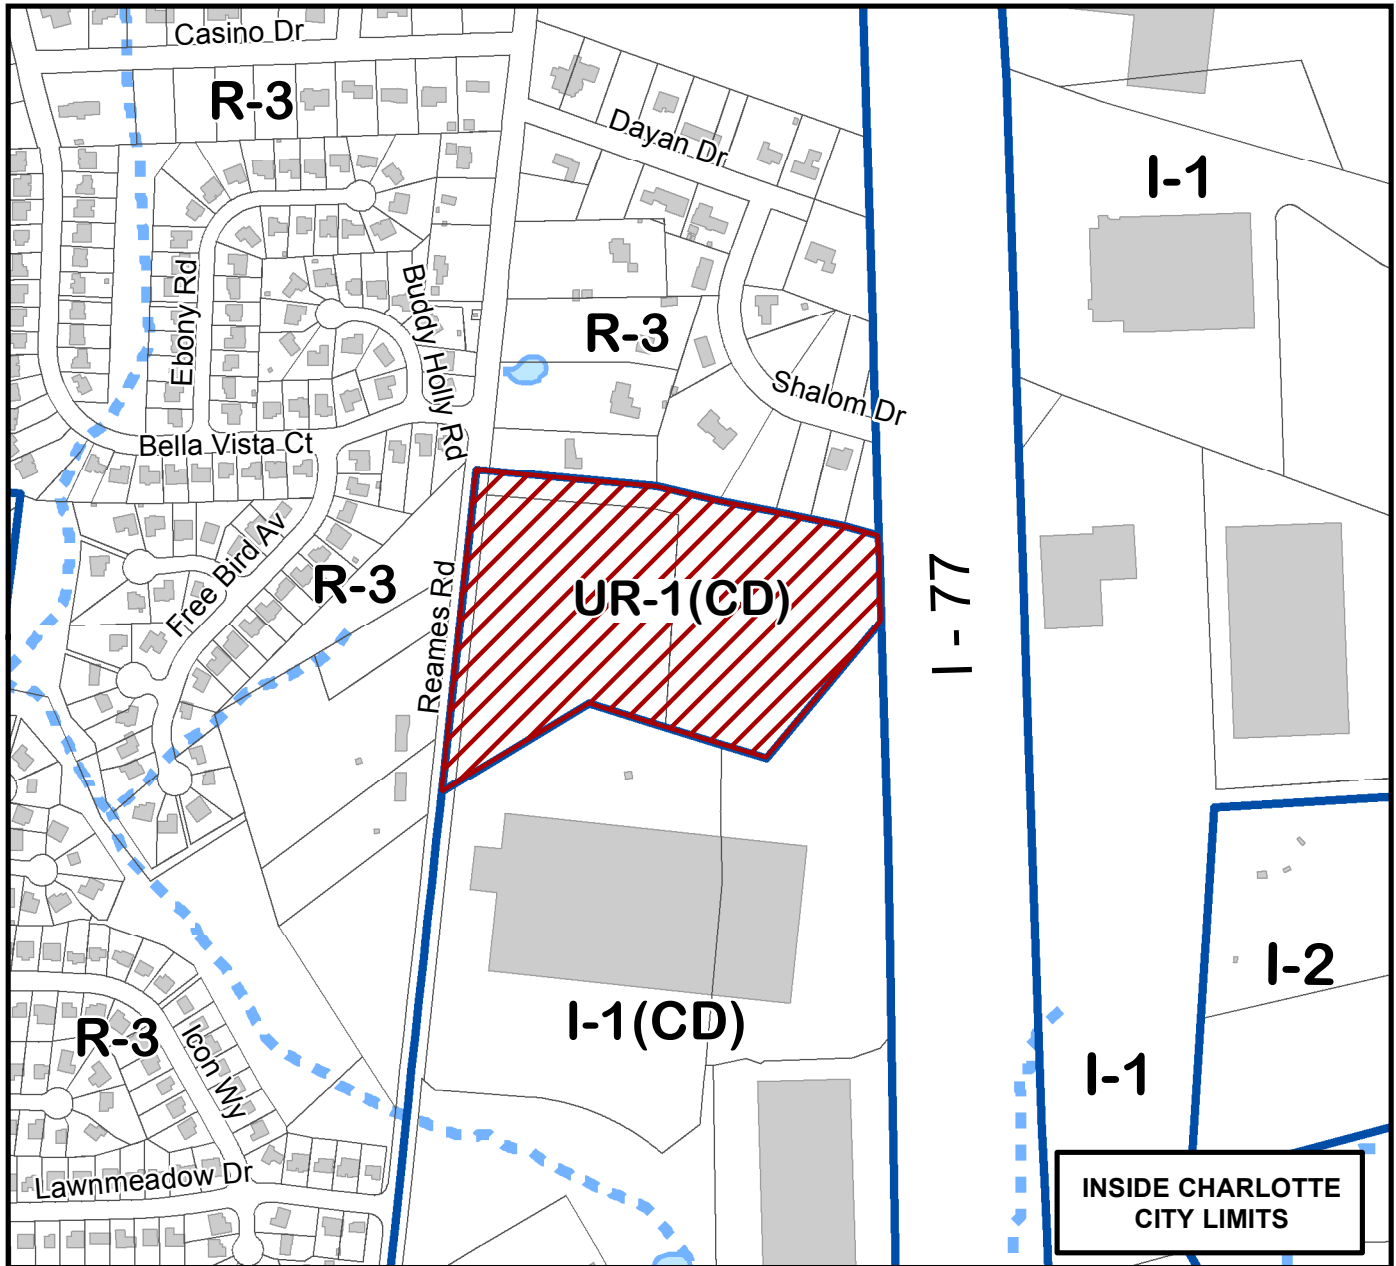 Casino Dr
R-3
Dayan Dr
I-1
Ebony Rd
Buddy Holly Rd
R-3
Shalom Dr
Bella Vista Ct
Free Bird Av
R-3
Reames Rd
UR-1(CD)
I - 77
I-2
I-1(CD)
R-3
Icon Wy
I-1
Lawnmeadow Dr
INSIDE CHARLOTTE
CITY LIMITS